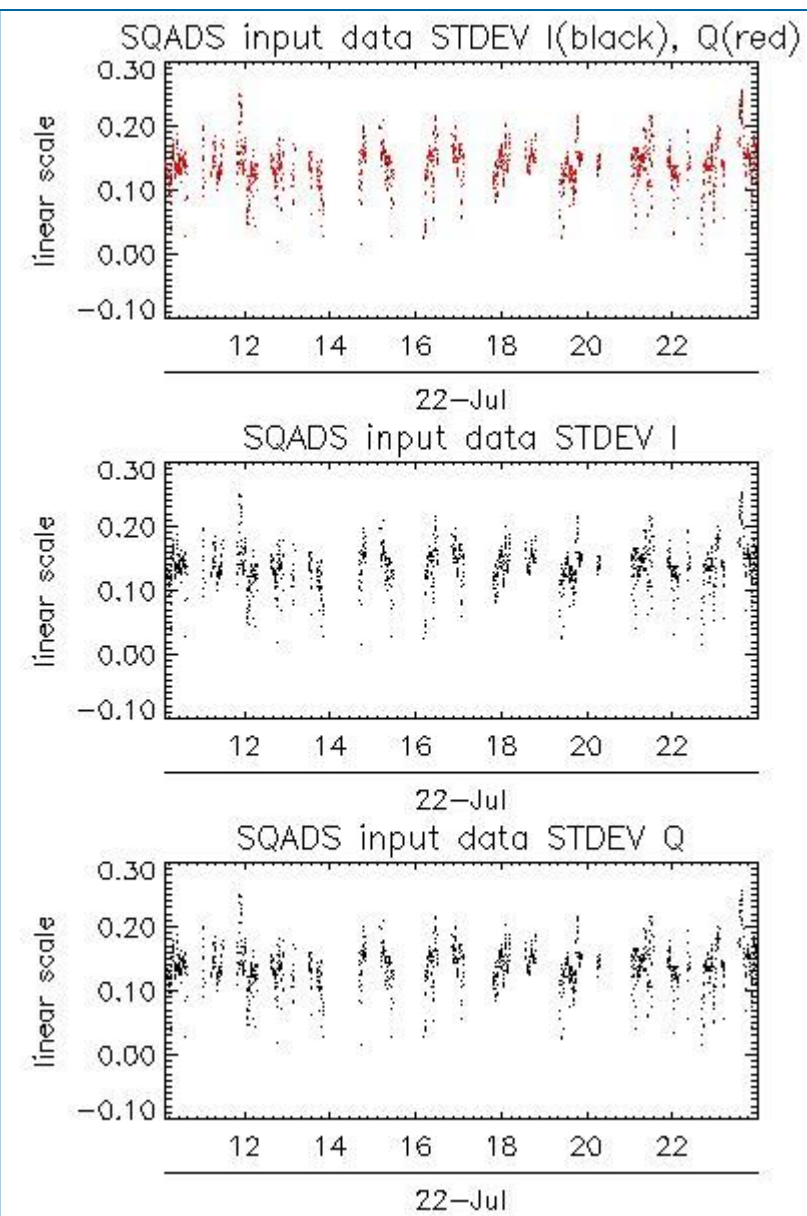 SQADS input data STDEV I(black), Q(red)
0.30
0.20
0.10
0.00
−0.10
linear scale
12 14 16 18 20 22
22−Jul
SQADS input data STDEV I
0.30
0.20
0.10
0.00
−0.10
linear scale
12 14 16 18 20 22
22−Jul
SQADS input data STDEV Q
0.30
0.20
0.10
0.00
−0.10
linear scale
12 14 16 18 20 22
22−Jul